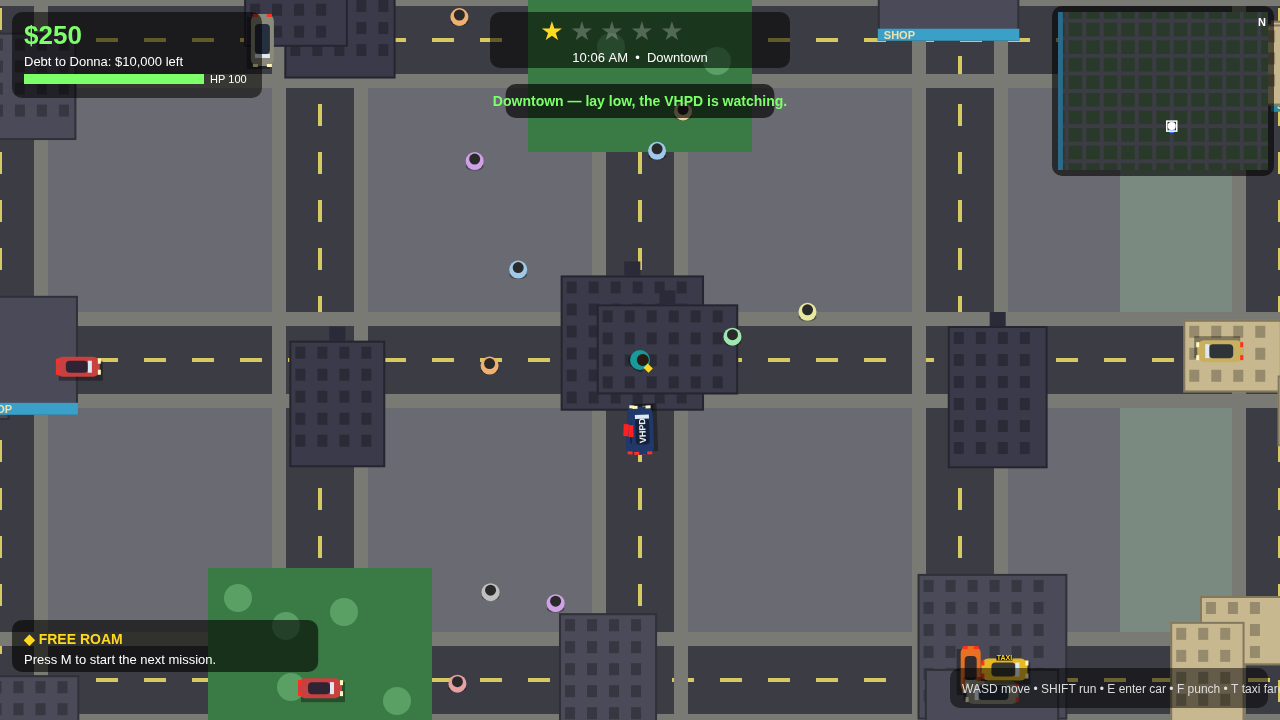 $250
Debt to Donna: $10,000 left
HP 100
10:06 AM • Downtown
Downtown — lay low, the VHPD is watching.
N
SHOP
OP
VHPD
◆ FREE ROAM
Press M to start the next mission.
TAXI
WASD move • SHIFT run • E enter car • F punch • T taxi far